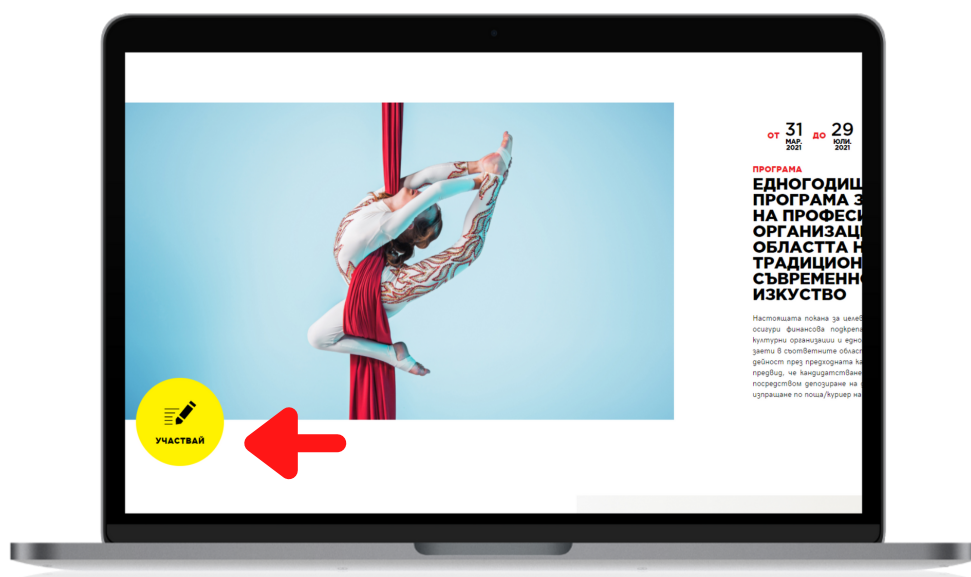 от 31 до 29
МАР. ЮЛИ.
2021 2021
ПРОГРАМА
ЕДНОГОДИШ
ПРОГРАМА З
НА ПРОФЕСИ
ОРГАНИЗАЦ
ОБЛАСТТА Н
ТРАДИЦИОН
СЪВРЕМЕНН
ИЗКУСТВО
Настоящата покана за целев
осигури финансова подкрепа
културни организации и едно
заети в съответните област
дейност през предходната ка
предвид, че кандидатстване
посредством депозиране на
изпращане по поща/куриер на
УЧАСТВАЙ